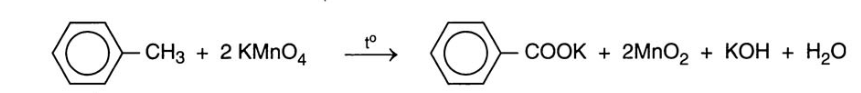 CH₃ + 2 KMnO₄ t° COOK + 2MnO₂ + KOH + H₂O